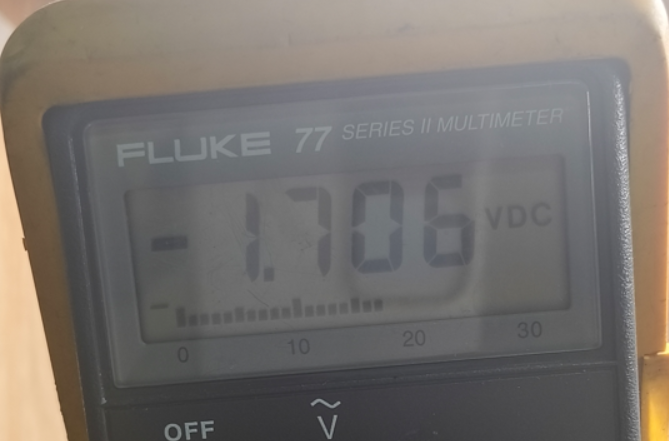 FLUKE 77 SERIES II MULTIMETER
-1.706 VDC
0 10 20 30
OFF Ṽ